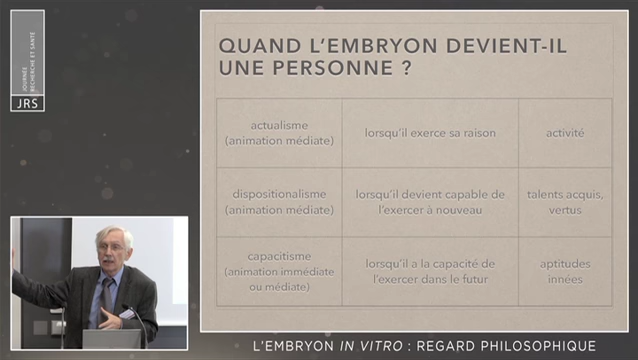 JOURNÉE
RECHERCHE ET SANTÉ
JRS
QUAND L'EMBRYON DEVIENT-IL
UNE PERSONNE ?
actualisme
(animation médiate)
lorsqu'il exerce sa raison
activité
dispositionalisme
(animation médiate)
lorsqu'il devient capable de
l'exercer à nouveau
talents acquis,
vertus
capacitisme
(animation immédiate
ou médiate)
lorsqu'il a la capacité de
l'exercer dans le futur
aptitudes
innées
L'EMBRYON IN VITRO : REGARD PHILOSOPHIQUE